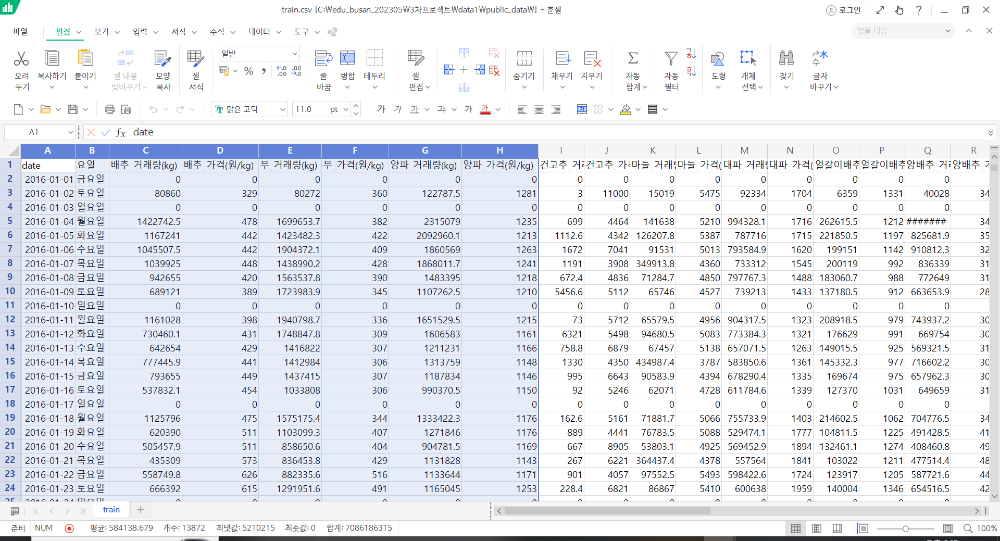 train.csv [C:\edu_busan_202305\3차프로젝트\data1\public_data\] - 한셀
로그인
파일 편집 보기 입력 서식 수식 데이터 도구
찾을 내용
오려 두기 복사하기 붙이기 셀 내용 맞바꾸기 모양 복사 셀 서식 일반 줄 바꿈 병합 테두리 셀 편집 숨기기 채우기 지우기 자동 합계 자동 필터 도형 개체 선택 찾기 글자 바꾸기
맑은 고딕 11.0 pt 가 가 가 가 가 가
A1 fx date
A B C D E F G H I J K L M N O P Q R
1 date 요일 배추_거래량(kg) 배추_가격(원/kg) 무_거래량(kg) 무_가격(원/kg) 양파_거래량(kg) 양파_가격(원/kg) 건고추_거래 건고추_가격 마늘_거래량 마늘_가격( 대파_거래량 대파_가격( 얼갈이배추 얼갈이배추 양배추_거래 양배추_가
2 2016-01-01 금요일 0 0 0 0 0 0 0 0 0 0 0 0 0 0 0
3 2016-01-02 토요일 80860 329 80272 360 122787.5 1281 3 11000 15019 5475 92334 1704 6359 1331 40028 34
4 2016-01-03 일요일 0 0 0 0 0 0 0 0 0 0 0 0 0 0 0
5 2016-01-04 월요일 1422742.5 478 1699653.7 382 2315079 1235 699 4464 141638 5210 994328.1 1716 262615.5 1212 ####### 34
6 2016-01-05 화요일 1167241 442 1423482.3 422 2092960.1 1213 1112.6 4342 126207.8 5387 787716 1715 221850.5 1197 825681.9 35
7 2016-01-06 수요일 1045507.5 442 1904372.1 409 1860569 1263 1672 7041 91531 5013 793584.9 1620 199151 1142 910812.3 32
8 2016-01-07 목요일 1039925 448 1438990.2 428 1868011.7 1241 1191 3908 349913.8 4360 733312 1545 200119 992 836339 31
9 2016-01-08 금요일 942655 420 1563537.8 390 1483395 1218 672.4 4836 71284.7 4850 797767.3 1488 183060.7 988 772649 31
10 2016-01-09 토요일 689121 389 1723983.9 345 1107262.5 1210 5456.6 5112 65746 4527 739213 1433 137180.5 912 663653.9 28
11 2016-01-10 일요일 0 0 0 0 0 0 0 0 0 0 0 0 0 0 0
12 2016-01-11 월요일 1161028 398 1940798.7 336 1651529.5 1215 73 5712 65579.5 4956 904317.5 1323 208918.5 979 743937.2 30
13 2016-01-12 화요일 730460.1 431 1748847.8 309 1606583 1161 6321 5498 94680.5 5083 773384.3 1321 176629 991 669754 30
14 2016-01-13 수요일 642654 429 1416822 307 1211231 1166 758.8 6879 67457 5138 657071.5 1263 149015.5 925 569321.5 31
15 2016-01-14 목요일 777445.9 441 1412984 306 1313759 1148 1330 4350 434987.4 3787 583850.6 1361 145332.3 977 716602.2 30
16 2016-01-15 금요일 793655 449 1437415 307 1187834 1146 995 6643 90583.9 4394 678290.4 1335 169674 975 657962.3 30
17 2016-01-16 토요일 537832.1 454 1033808 306 990370.5 1150 92 5246 62071 4728 611784.6 1339 127370 1031 649659 31
18 2016-01-17 일요일 0 0 0 0 0 0 0 0 0 0 0 0 0 0 0
19 2016-01-18 월요일 1125796 475 1575175.4 344 1333422.3 1176 162.6 5161 71881.7 5066 755733.9 1403 214602.5 1062 704776.5 34
20 2016-01-19 화요일 620390 511 1103099.3 407 1271846 1176 889 4441 76783.5 5088 529474.1 1777 104811.5 1225 491428.5 41
21 2016-01-20 수요일 505457.9 511 858650.6 404 904781.5 1169 667 8905 53803.1 4925 569452.9 1894 132461.1 1274 408460.8 49
22 2016-01-21 목요일 435309 573 836453.8 429 1131828 1143 267 6221 364437.4 4378 557564 1841 103022 1211 477514.4 48
23 2016-01-22 금요일 558749.8 626 882335.6 516 1133644 1171 901 4057 97552.5 5493 598422.6 1724 123917 1205 587721.6 44
24 2016-01-23 토요일 666392 615 1291951.6 491 1165045 1253 228.4 6821 86867 5410 600638 1959 140004 1346 654516.5 42
train
준비 NUM 평균: 584138.679 개수: 13872 최댓값: 5210215 최솟값: 0 합계: 7086186315 100%